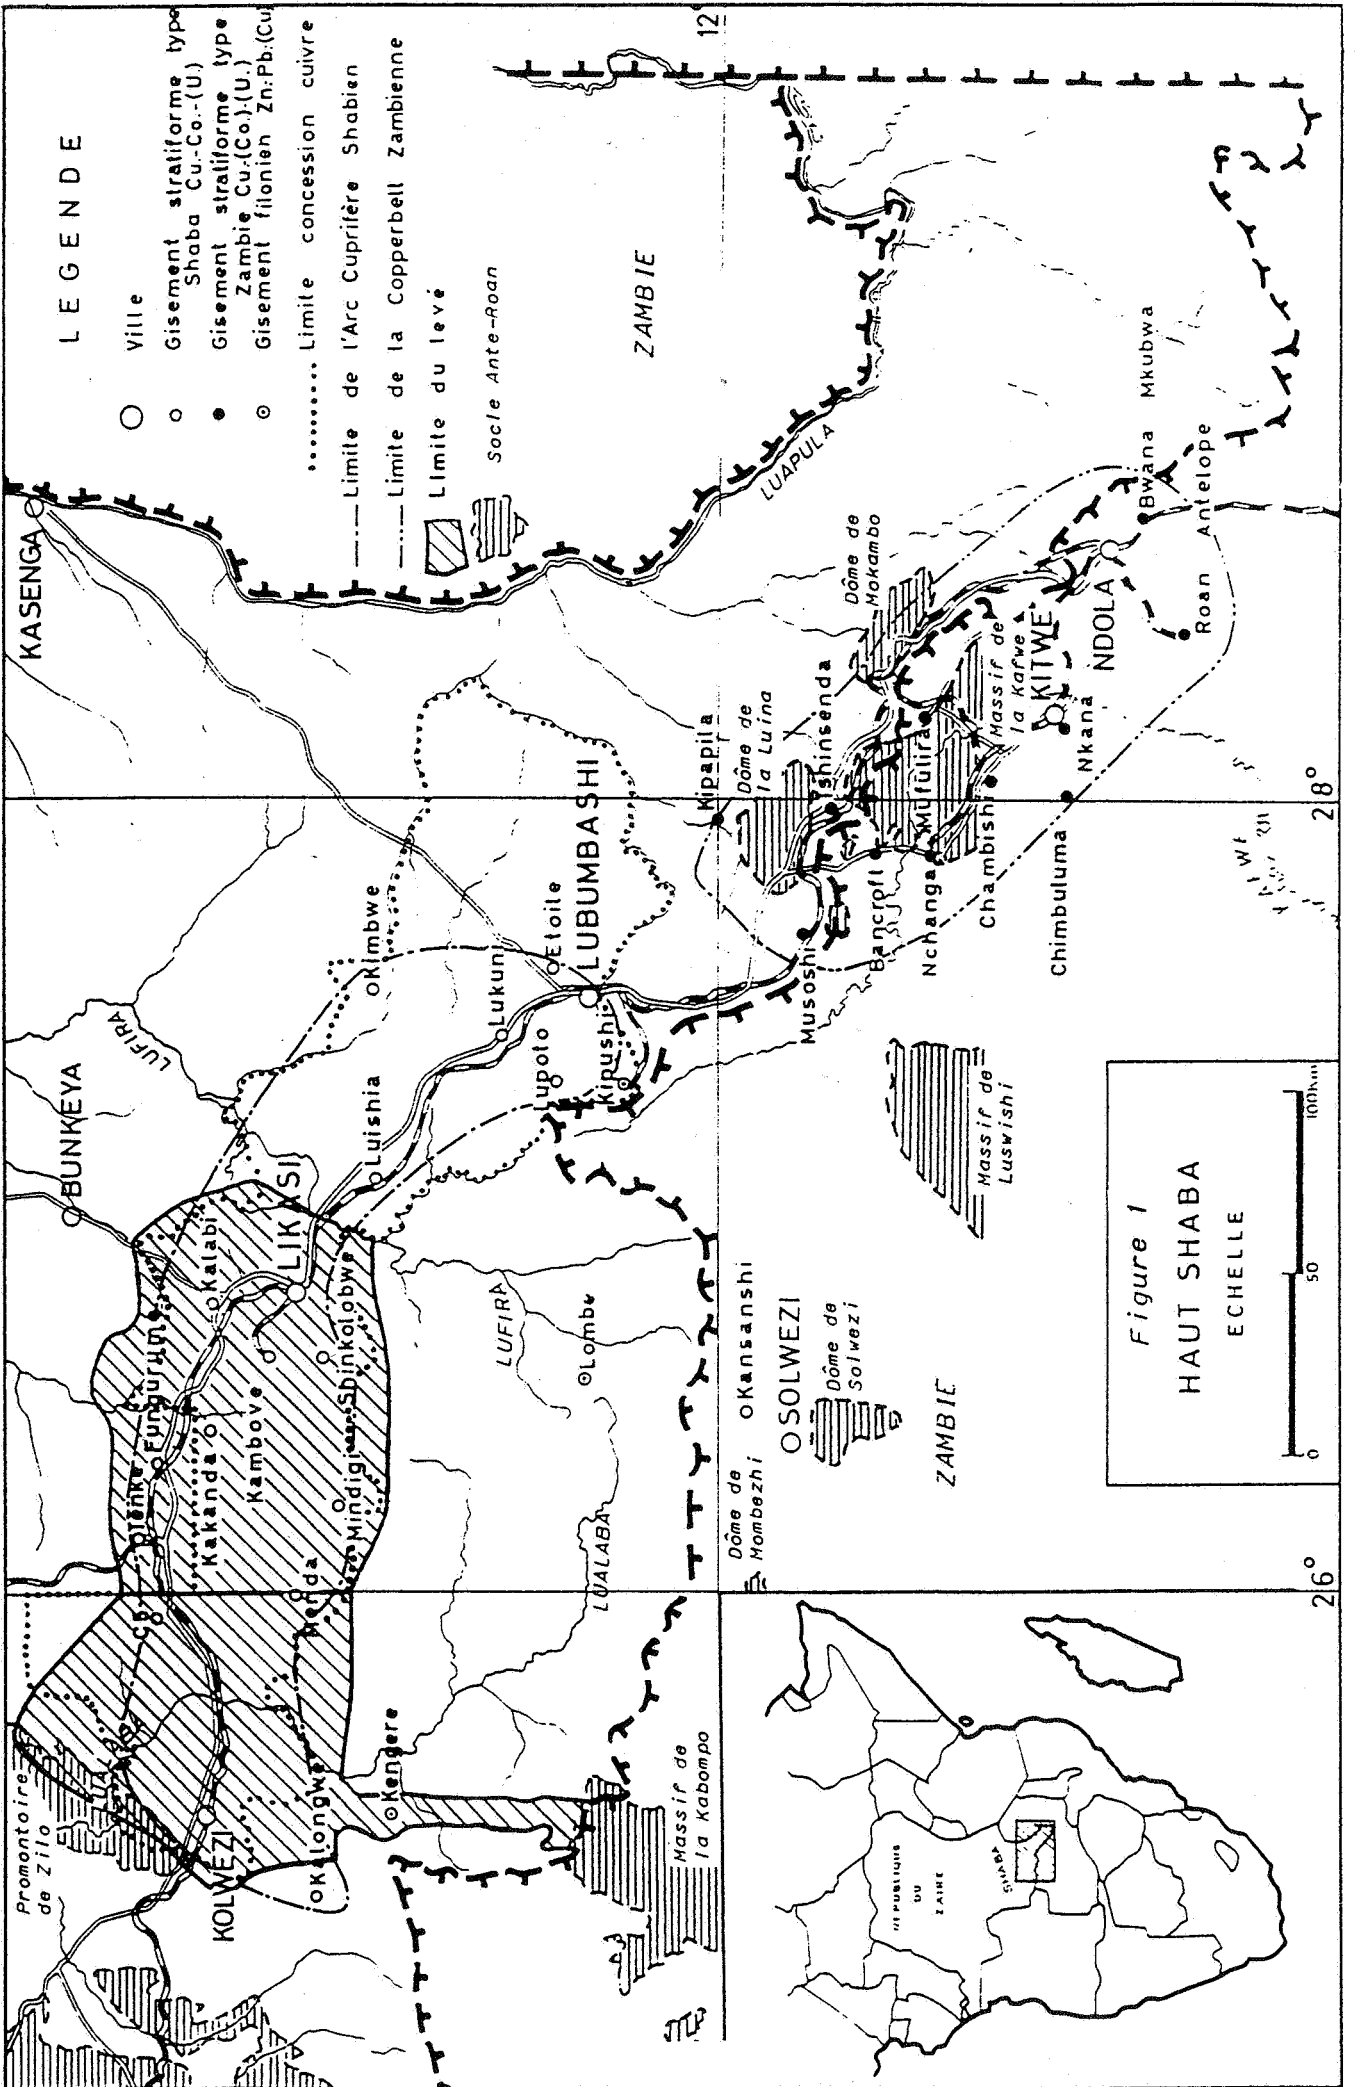 LEGENDE
Ville
Gisement stratiforme type
Shaba Cu.-Co.-(U.)
Gisement stratiforme type
Zambie Cu.(Co.).(U.)
Gisement filonien Zn.Pb.(Cu
Limite concession cuivre
Limite de l'Arc Cuprifère Shabien
Limite de la Copperbell Zambienne
Limite du levé
Socle Ante-Roan
Promontoire
de Zilo
KOLWEZI
Kalongwe
Kengere
Massif de
la Kabompo
Menda
Tenke
Fungurume
Kakanda
Kambove
Mindigi
Shinkolobwe
Kalabi
LIKASI
BUNKEYA
LUFIRA
Luishia
Kimbwe
Lukuni
Etoile
LUBUMBASHI
Lupoto
Kipushi
KASENGA
LUFIRA
Lombe
LUALABA
LUAPULA
ZAMBIE
12°
Kipapila
Dôme de
la Luina
Dôme de
Mokambo
Musoshi
Bancroft
Nchanga
Mufulira
Chambishi
Massif de
la Kafwe
KITWE
Nkana
Chimbuluma
NDOLA
Bwana Mkubwa
Roan Antelope
Massif de
Luswishi
Kansanshi
SOLWEZI
Dôme de
Solwezi
Dôme de
Mombezhi
ZAMBIE
26°
28°
REPUBLIQUE
DU
ZAIRE
SHABA
Figure 1
HAUT SHABA
ECHELLE
0 50 100km